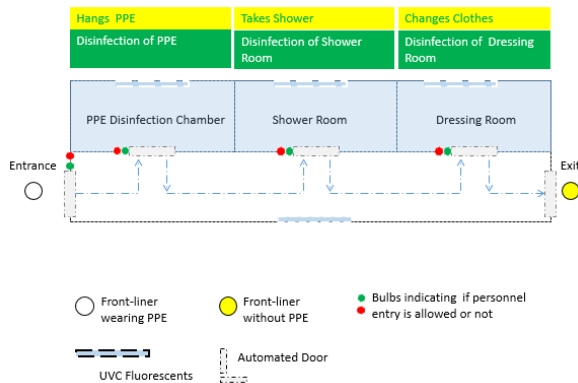 Hangs PPE
Takes Shower
Changes Clothes
Disinfection of PPE
Disinfection of Shower
Room
Disinfection of Dressing
Room
PPE Disinfection Chamber
Shower Room
Dressing Room
Entrance
Exit
Front-liner
wearing PPE
Front-liner
without PPE
Bulbs indicating if personnel
entry is allowed or not
UVC Fluorescents
Automated Door